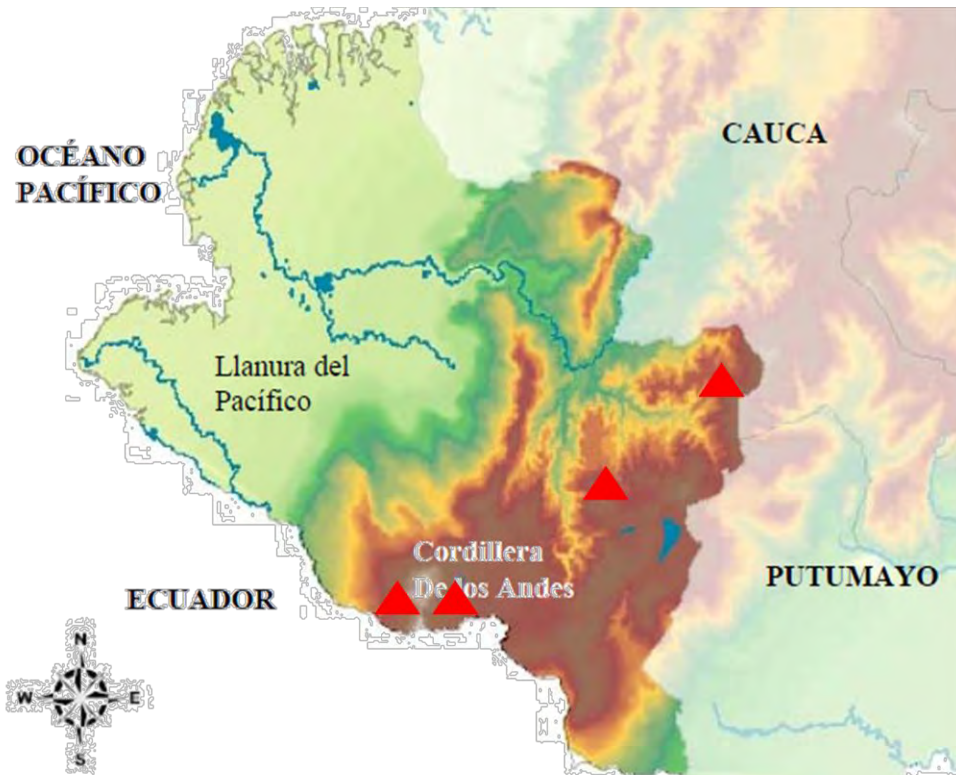 CAUCA
OCÉANO
PACÍFICO
Llanura del
Pacífico
Cordillera
De los Andes
PUTUMAYO
ECUADOR
N
W E
S